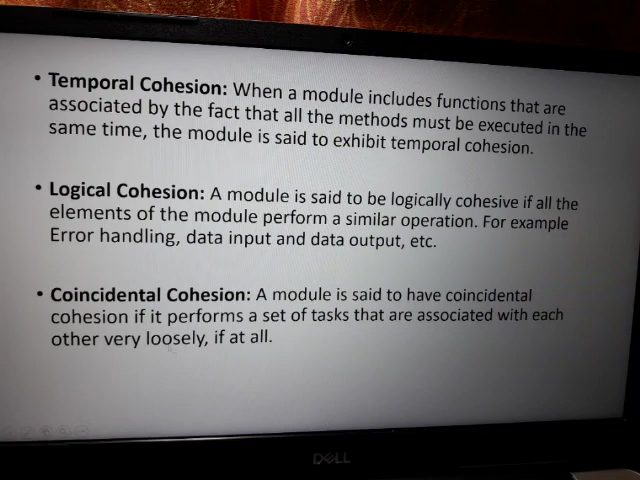 • Temporal Cohesion: When a module includes functions that are
associated by the fact that all the methods must be executed in the
same time, the module is said to exhibit temporal cohesion.
• Logical Cohesion: A module is said to be logically cohesive if all the
elements of the module perform a similar operation. For example
Error handling, data input and data output, etc.
• Coincidental Cohesion: A module is said to have coincidental
cohesion if it performs a set of tasks that are associated with each
other very loosely, if at all.
DELL